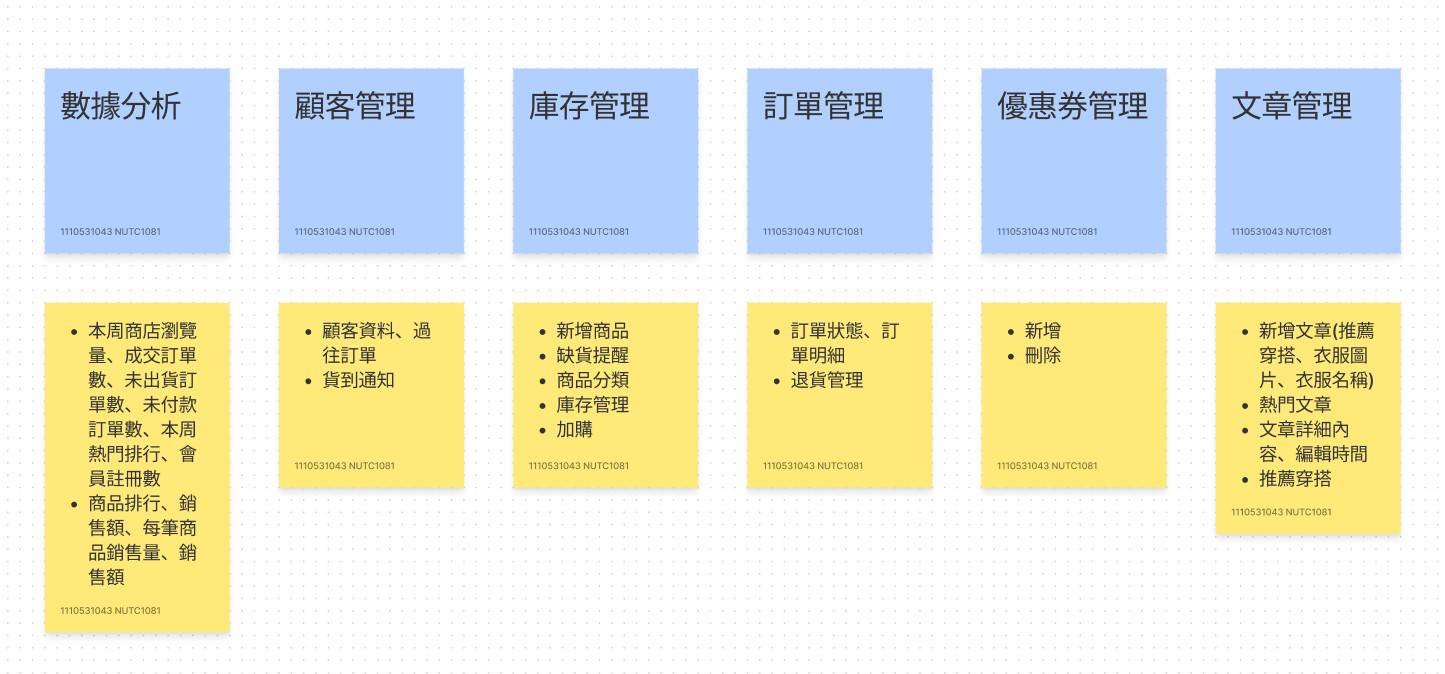 數據分析
1110531043 NUTC1081
顧客管理
1110531043 NUTC1081
庫存管理
1110531043 NUTC1081
訂單管理
1110531043 NUTC1081
優惠券管理
1110531043 NUTC1081
文章管理
1110531043 NUTC1081
• 本周商店瀏覽
量、成交訂單
數、未出貨訂
單數、未付款
訂單數、本周
熱門排行、會
員註冊數
• 商品排行、銷
售額、每筆商
品銷售量、銷
售額
1110531043 NUTC1081
• 顧客資料、過
往訂單
• 貨到通知
1110531043 NUTC1081
• 新增商品
• 缺貨提醒
• 商品分類
• 庫存管理
• 加購
1110531043 NUTC1081
• 訂單狀態、訂
單明細
• 退貨管理
1110531043 NUTC1081
• 新增
• 刪除
1110531043 NUTC1081
• 新增文章(推薦
穿搭、衣服圖
片、衣服名稱)
• 熱門文章
• 文章詳細內
容、編輯時間
• 推薦穿搭
1110531043 NUTC1081